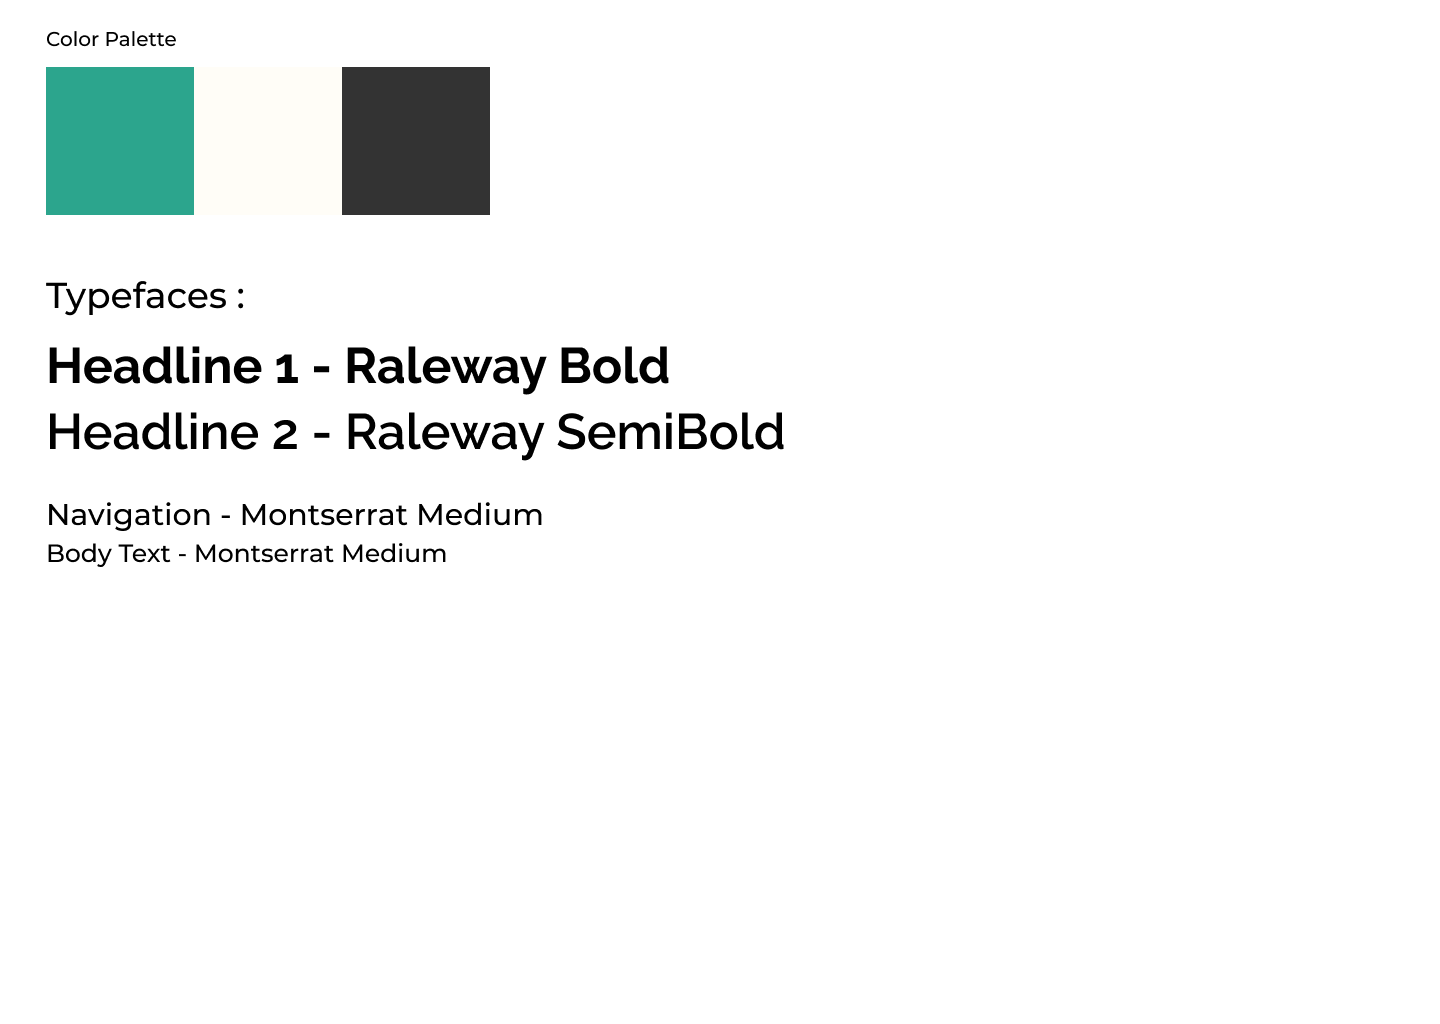 Color Palette
Typefaces :
Headline 1 - Raleway Bold
Headline 2 - Raleway SemiBold
Navigation - Montserrat Medium
Body Text - Montserrat Medium